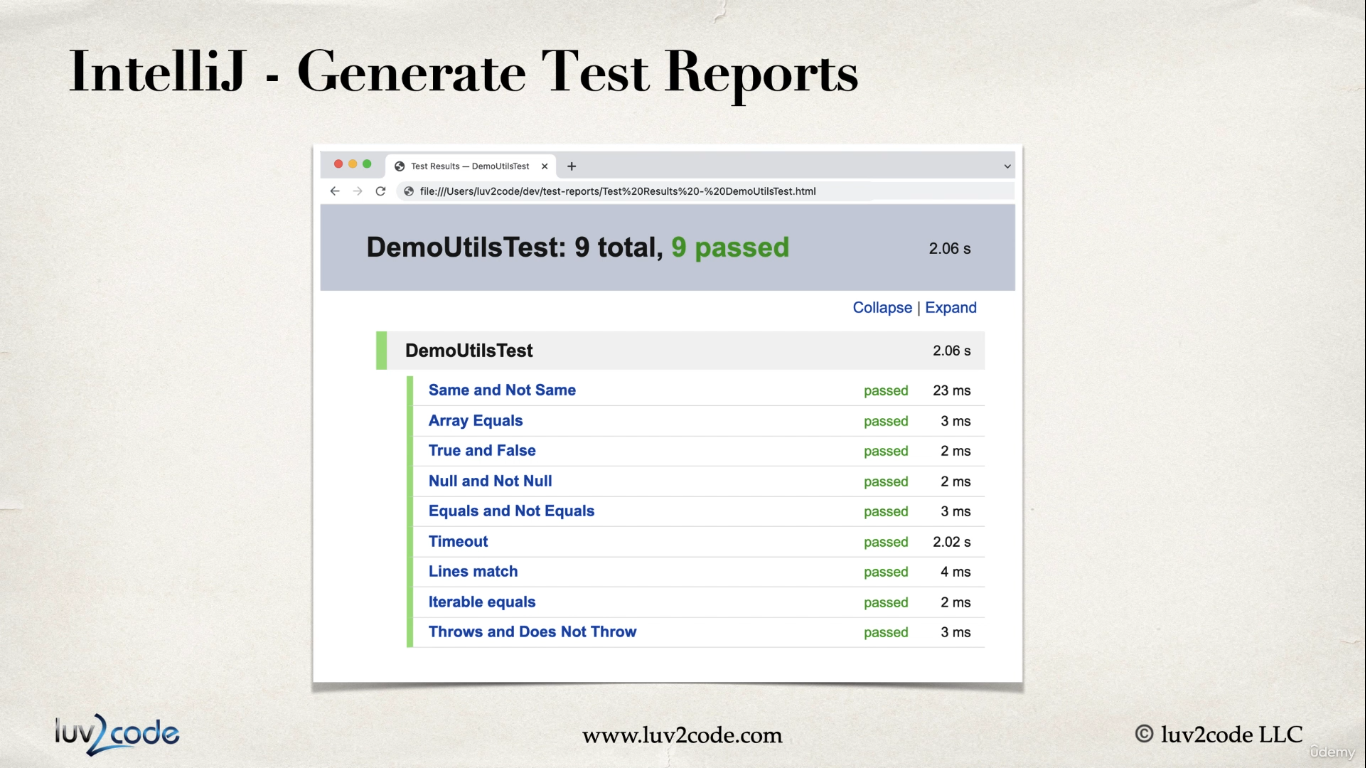 IntelliJ - Generate Test Reports
Test Results — DemoUtilsTest
file:///Users/luv2code/dev/test-reports/Test%20Results%20-%20DemoUtilsTest.html
DemoUtilsTest: 9 total, 9 passed 2.06 s
Collapse | Expand
DemoUtilsTest 2.06 s
Same and Not Same passed 23 ms
Array Equals passed 3 ms
True and False passed 2 ms
Null and Not Null passed 2 ms
Equals and Not Equals passed 3 ms
Timeout passed 2.02 s
Lines match passed 4 ms
Iterable equals passed 2 ms
Throws and Does Not Throw passed 3 ms
luv2code www.luv2code.com © luv2code LLC
ûdemy